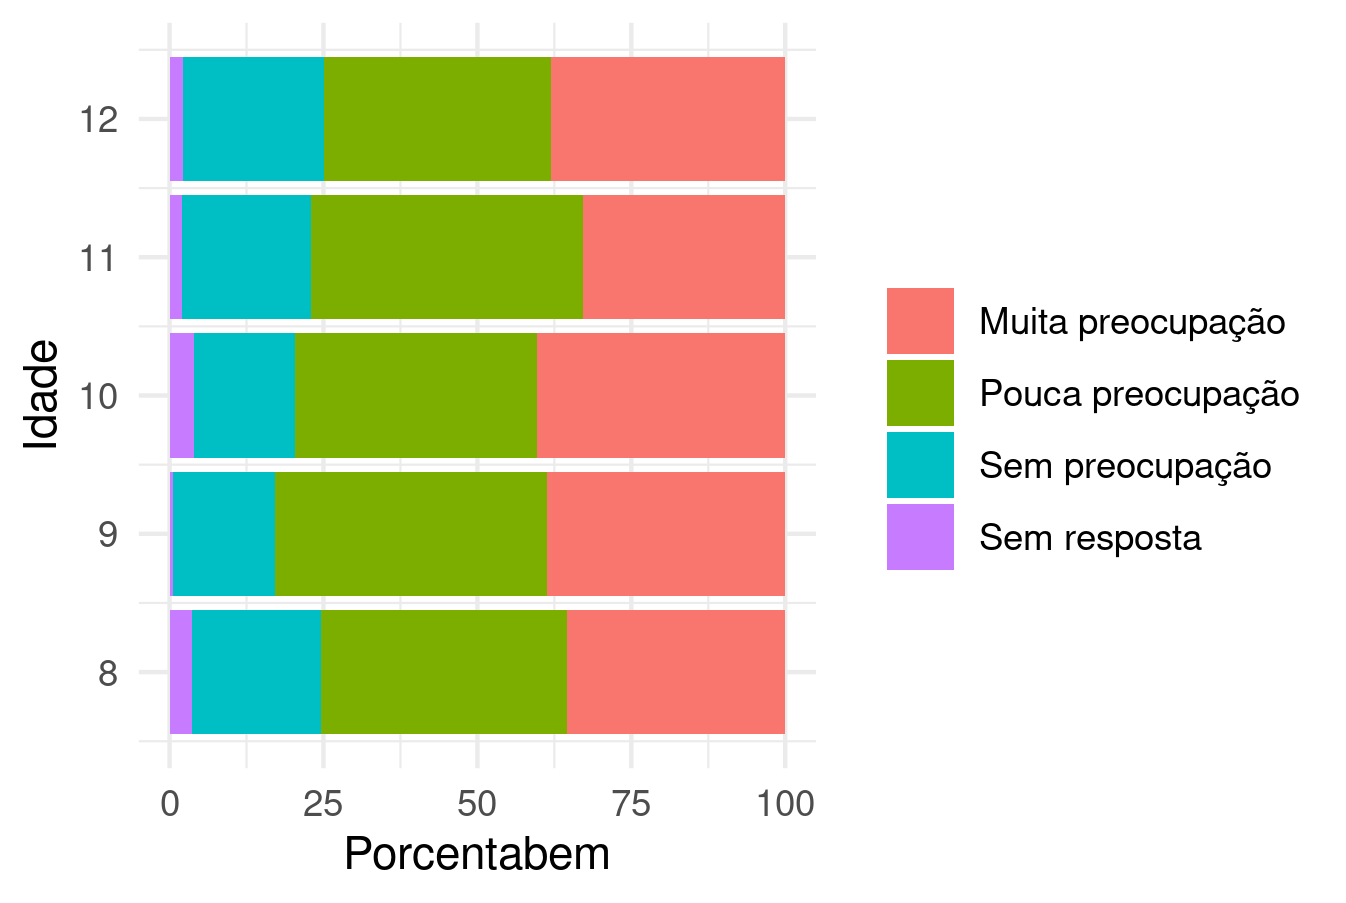 12
11
10
9
8
Idade
0 25 50 75 100
Porcentabem
Muita preocupação
Pouca preocupação
Sem preocupação
Sem resposta